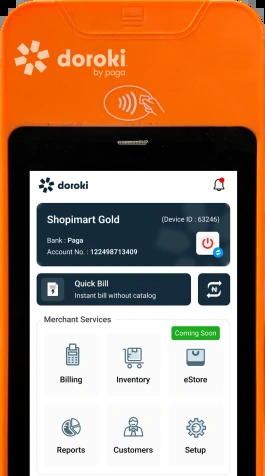 doroki
by paga
doroki
Shopimart Gold
(Device ID : 63246)
Bank : Paga
Account No. : 122498713409
Quick Bill
Instant bill without catalog
N
Merchant Services
Coming Soon
Billing
Inventory
eStore
Reports
Customers
Setup